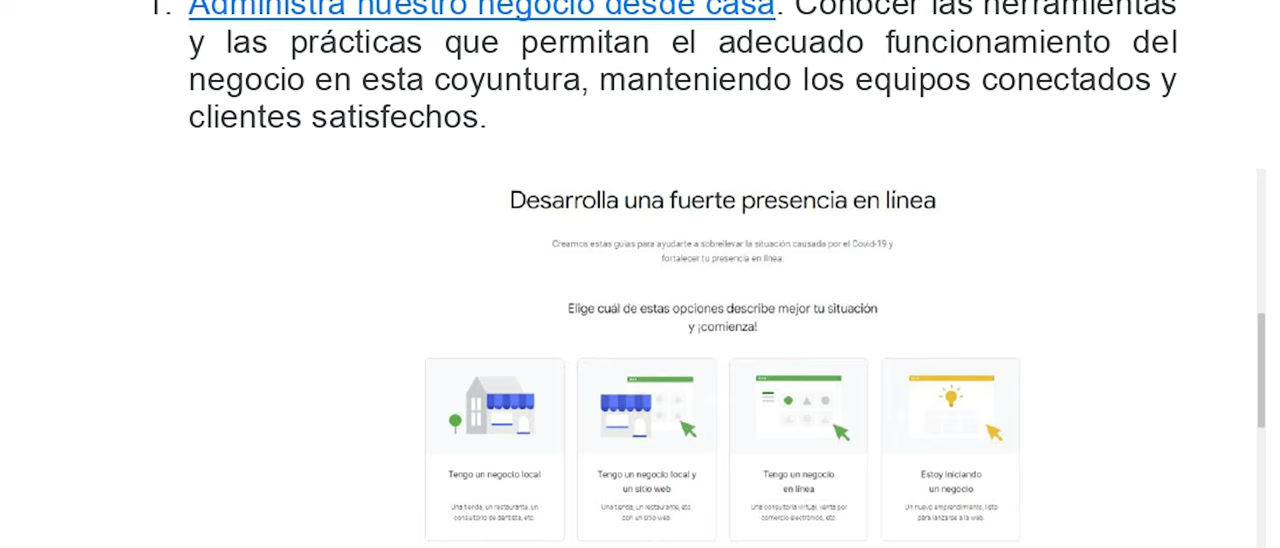 1. Administra nuestro negocio desde casa. Conocer las herramientas
y las prácticas que permitan el adecuado funcionamiento del
negocio en esta coyuntura, manteniendo los equipos conectados y
clientes satisfechos.
Desarrolla una fuerte presencia en línea
Creamos estas guías para ayudarte a sobrellevar la situación causada por el Covid-19 y
fortalecer tu presencia en línea.
Elige cuál de estas opciones describe mejor tu situación
y ¡comienza!
Tengo un negocio local
Una tienda, un restaurante, un
consultorio de dentista, etc.
Tengo un negocio local y
un sitio web
Una tienda, un restaurante, etc.
con un sitio web.
Tengo un negocio
en línea
Una consultoría virtual, venta por
comercio electrónico, etc.
Estoy iniciando
un negocio
Un nuevo emprendimiento, listo
para lanzarse a la web.